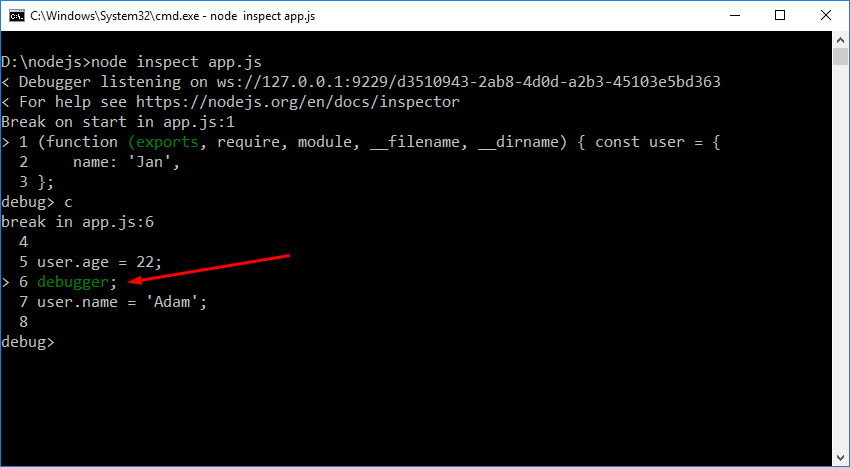 C:\Windows\System32\cmd.exe - node  inspect app.js
D:\nodejs>node inspect app.js
< Debugger listening on ws://127.0.0.1:9229/d3510943-2ab8-4d0d-a2b3-45103e5bd363
< For help see https://nodejs.org/en/docs/inspector
Break on start in app.js:1
> 1 (function (exports, require, module, __filename, __dirname) { const user = {
  2     name: 'Jan',
  3 };
debug> c
break in app.js:6
  4
  5 user.age = 22;
> 6 debugger;
  7 user.name = 'Adam';
  8
debug>